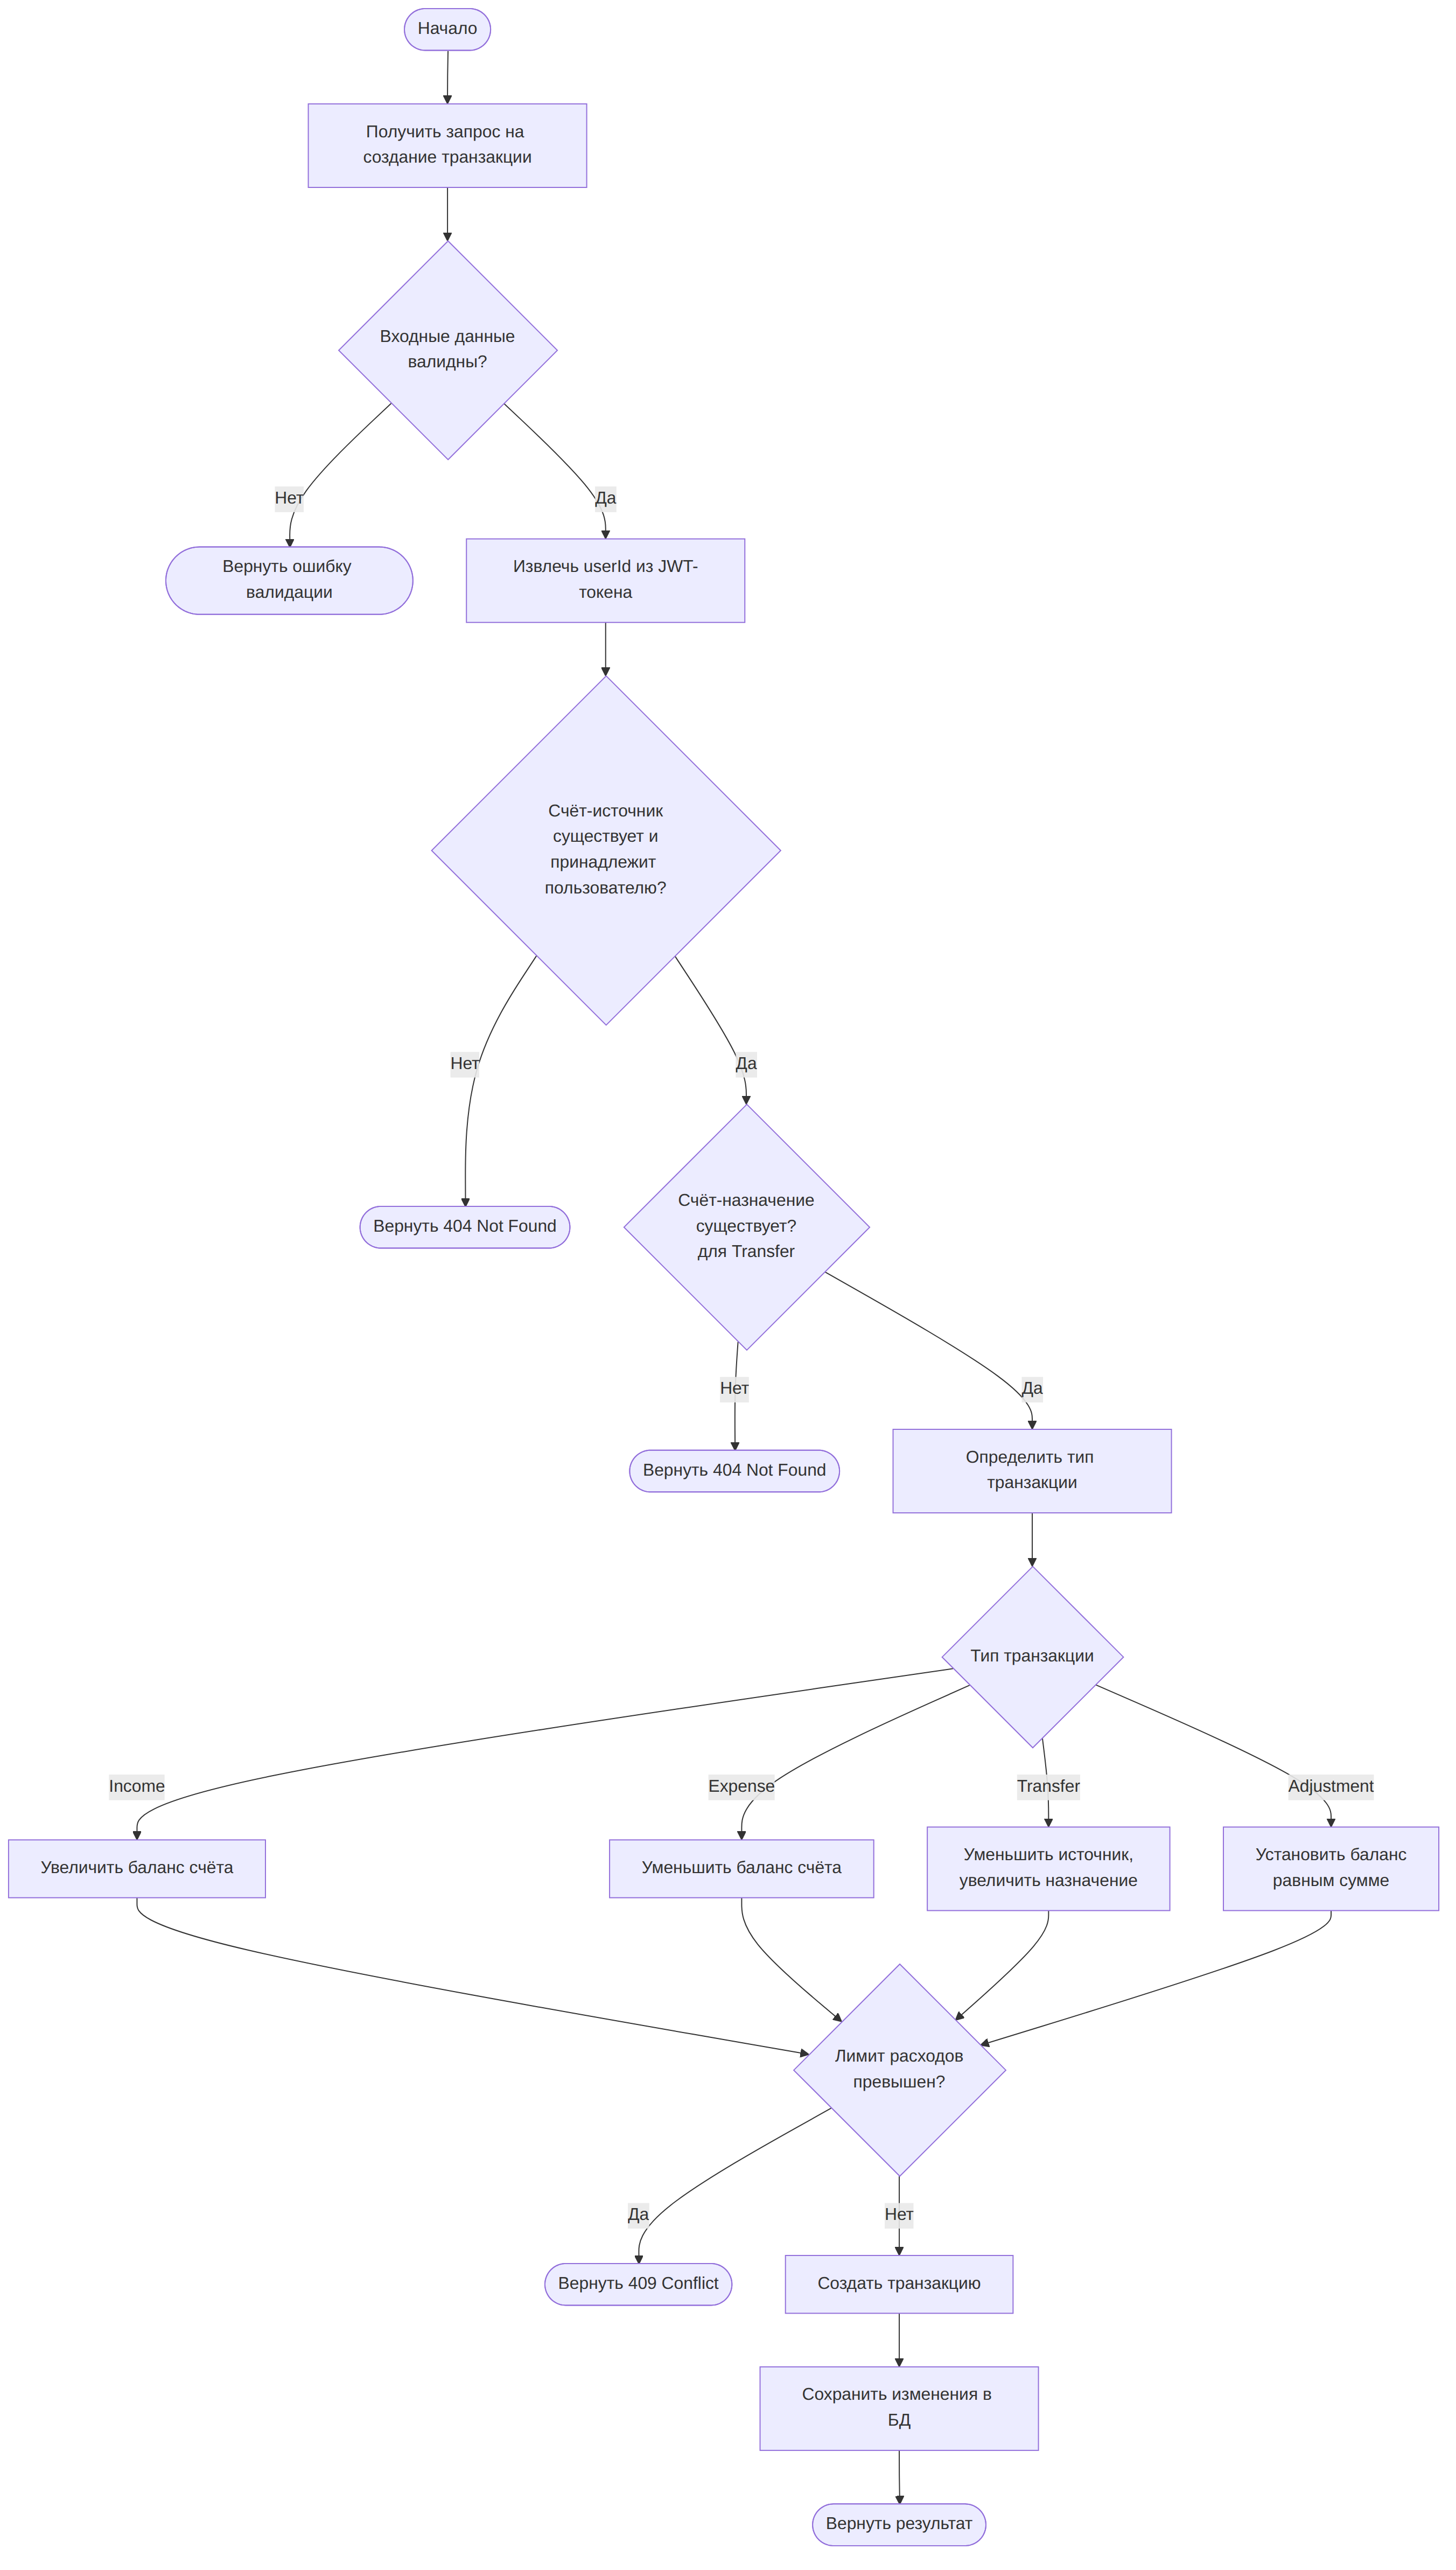 Начало
Получить запрос на
создание транзакции
Входные данные
валидны?
Нет
Да
Вернуть ошибку
валидации
Извлечь userId из JWT-
токена
Счёт-источник
существует и
принадлежит
пользователю?
Нет
Да
Счёт-назначение
существует?
для Transfer
Вернуть 404 Not Found
Нет
Да
Вернуть 404 Not Found
Определить тип
транзакции
Тип транзакции
Income
Expense
Transfer
Adjustment
Увеличить баланс счёта
Уменьшить баланс счёта
Уменьшить источник,
увеличить назначение
Установить баланс
равным сумме
Лимит расходов
превышен?
Да
Нет
Вернуть 409 Conflict
Создать транзакцию
Сохранить изменения в
БД
Вернуть результат